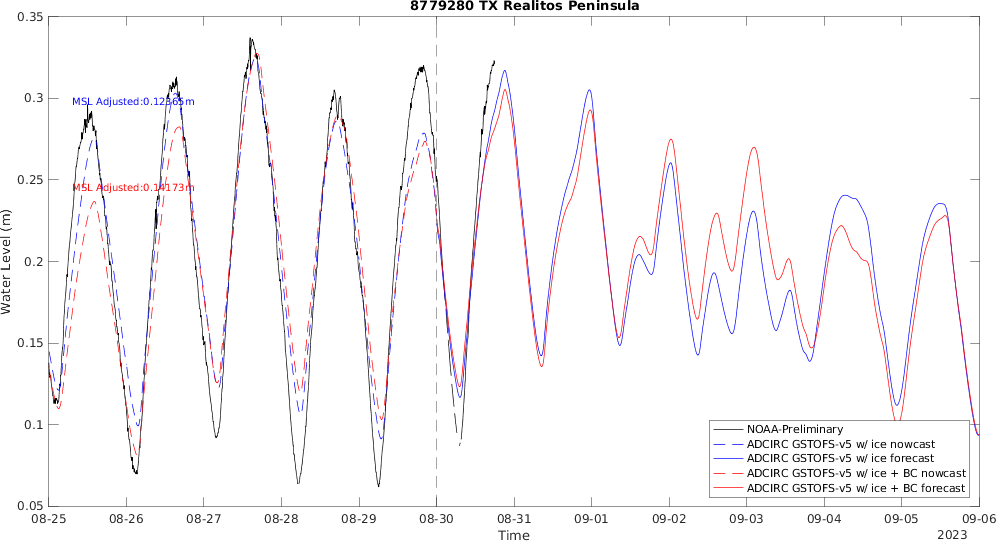 8779280 TX Realitos Peninsula
0.35
0.3
0.25
0.2
0.15
0.1
0.05
Water Level (m)
MSL Adjusted:0.12365m
MSL Adjusted:0.14173m
NOAA-Preliminary
ADCIRC GSTOFS-v5 w/ ice nowcast
ADCIRC GSTOFS-v5 w/ ice forecast
ADCIRC GSTOFS-v5 w/ ice + BC nowcast
ADCIRC GSTOFS-v5 w/ ice + BC forecast
08-25 08-26 08-27 08-28 08-29 08-30 08-31 09-01 09-02 09-03 09-04 09-05 09-06
Time
2023